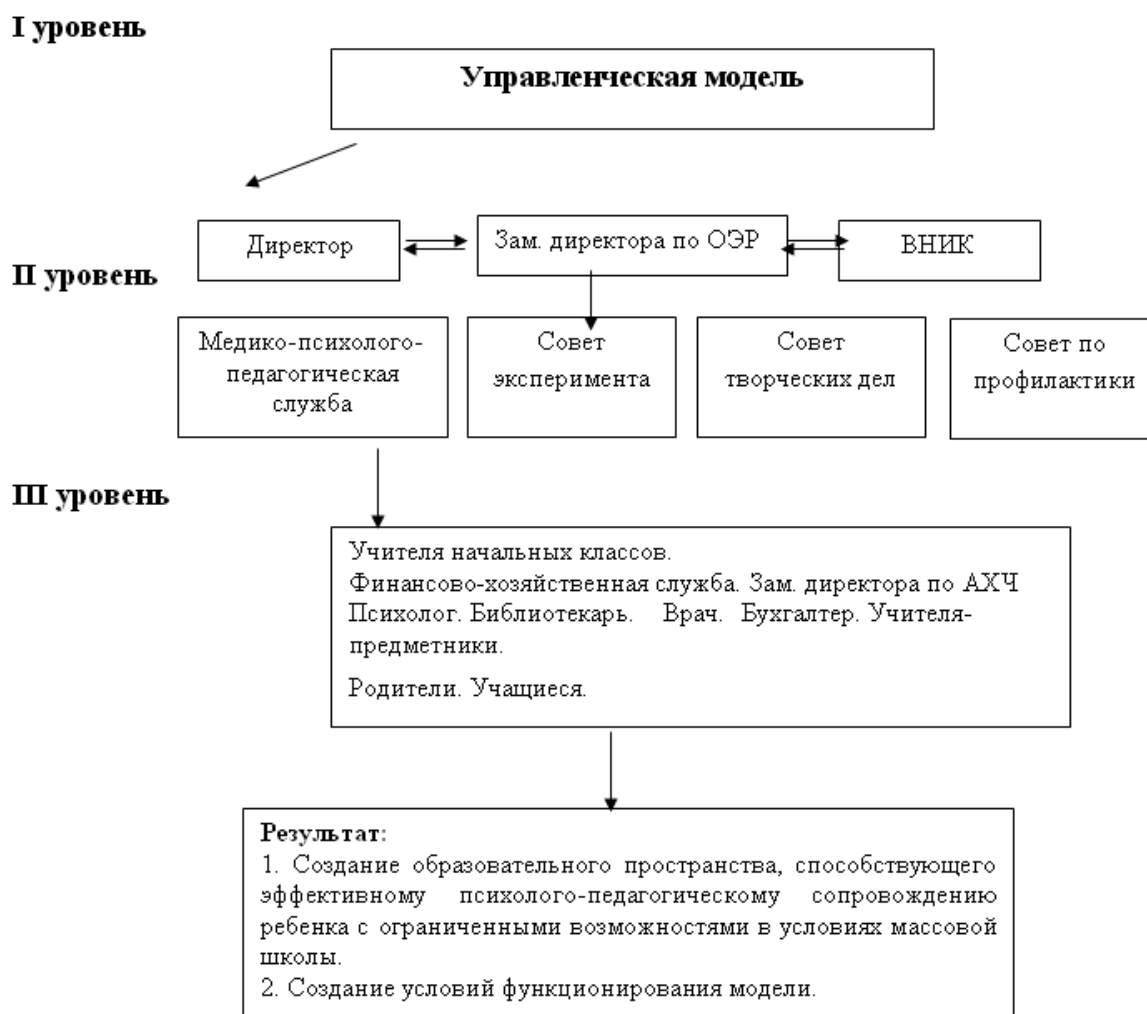 I уровень
Управленческая модель
Директор
Зам. директора по ОЭР
ВНИК
II уровень
Медико-психолого-
педагогическая
служба
Совет
эксперимента
Совет
творческих дел
Совет по
профилактики
III уровень
Учителя начальных классов.
Финансово-хозяйственная служба. Зам. директора по АХЧ
Психолог. Библиотекарь. Врач. Бухгалтер. Учителя-
предметники.
Родители. Учащиеся.
Результат:
1. Создание образовательного пространства, способствующего
эффективному психолого-педагогическому сопровождению
ребенка с ограниченными возможностями в условиях массовой
школы.
2. Создание условий функционирования модели.